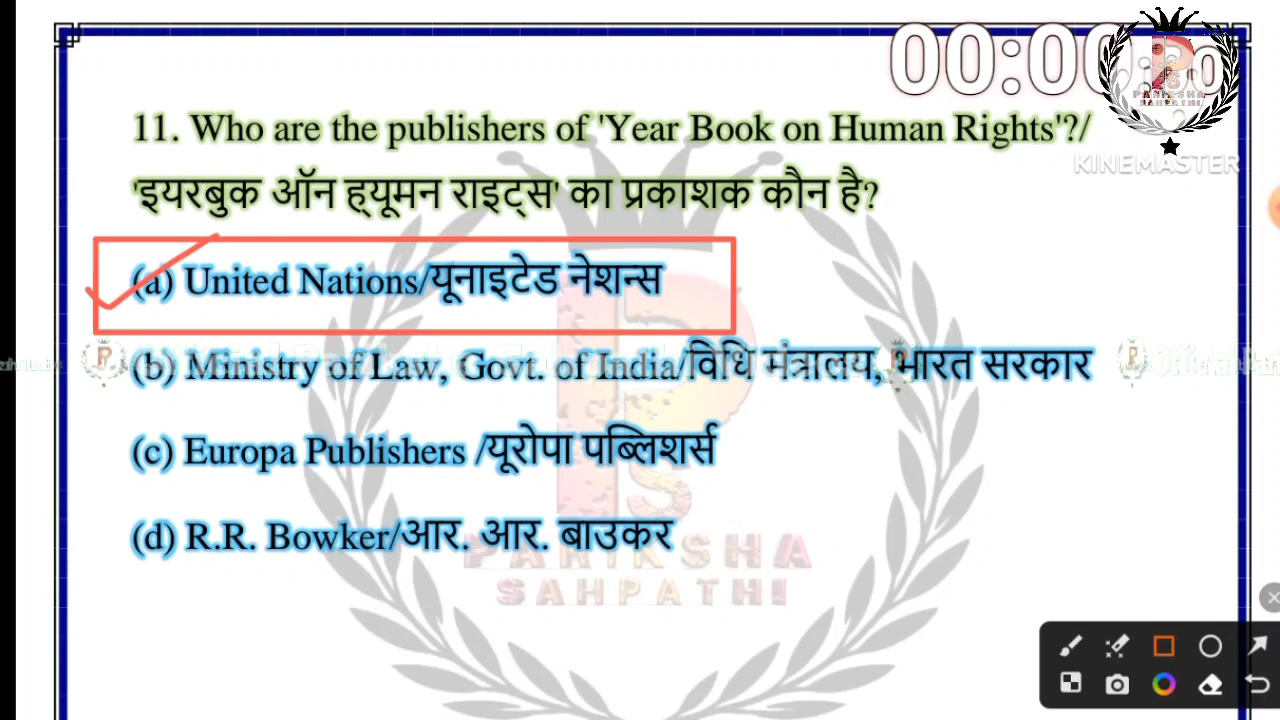 00:00
PARIKSHA
SAHPATHI
KINEMASTER
11. Who are the publishers of 'Year Book on Human Rights'?/
'इयरबुक ऑन ह्यूमन राइट्स' का प्रकाशक कौन है?
(a) United Nations/यूनाइटेड नेशन्स
(b) Ministry of Law, Govt. of India/विधि मंत्रालय, भारत सरकार
(c) Europa Publishers /यूरोपा पब्लिशर्स
(d) R.R. Bowker/आर. आर. बाउकर
PARIKSHA
SAHPATHI